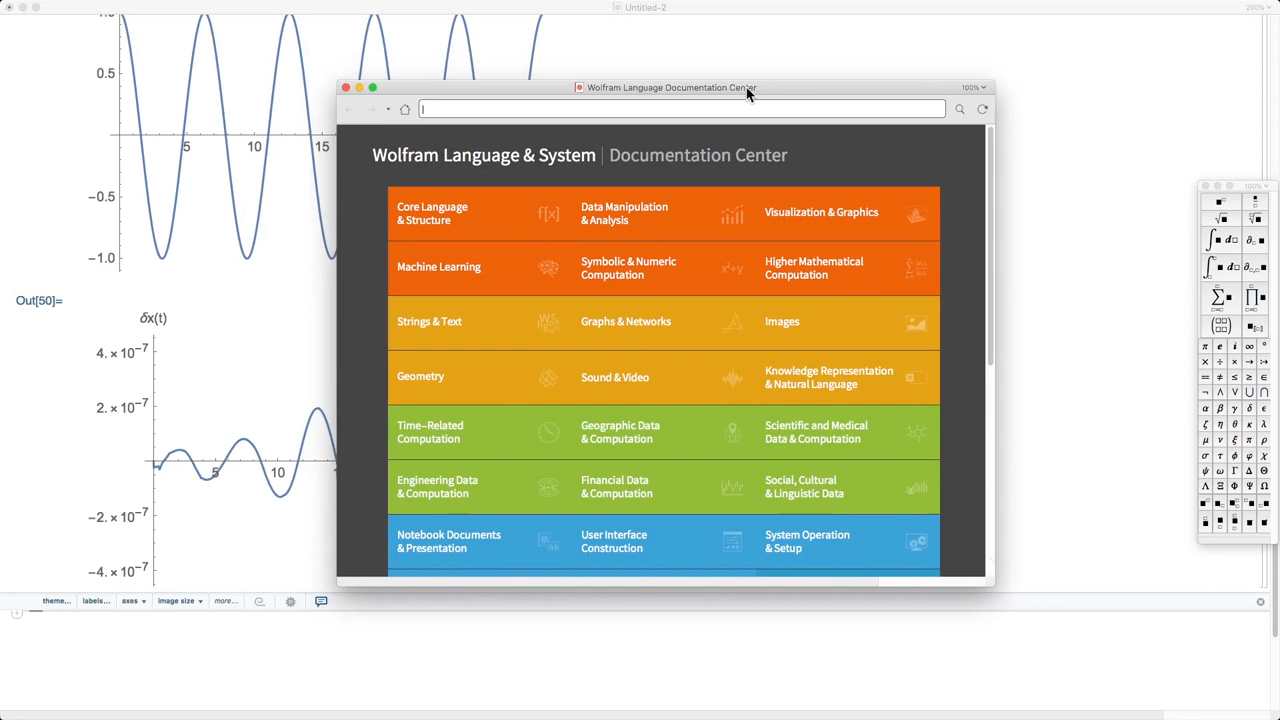 Untitled-2
200%
0.5
5
10
15
-0.5
-1.0
Out[50]=
δx(t)
4.×10⁻⁷
2.×10⁻⁷
5
10
-2.×10⁻⁷
-4.×10⁻⁷
Wolfram Language Documentation Center
100%
Wolfram Language & System | Documentation Center
Core Language
& Structure
f[x]
Data Manipulation
& Analysis
Visualization & Graphics
Machine Learning
Symbolic & Numeric
Computation
x²+y
Higher Mathematical
Computation
Strings & Text
Graphs & Networks
Images
Geometry
Sound & Video
Knowledge Representation
& Natural Language
Time-Related
Computation
Geographic Data
& Computation
Scientific and Medical
Data & Computation
Engineering Data
& Computation
Financial Data
& Computation
Social, Cultural
& Linguistic Data
Notebook Documents
& Presentation
User Interface
Construction
System Operation
& Setup
theme...
labels...
axes
image size
more...
100%
π e i ∞ °
× ÷ × → :→
== ≠ ≤ ≥ ∈
¬ ∧ ∨ ∪ ∩
α β γ δ ε
ζ η θ κ λ
μ ν ξ π ρ
σ τ φ φ χ
ψ ω Γ Δ Θ
Λ Ξ Φ Ψ Ω